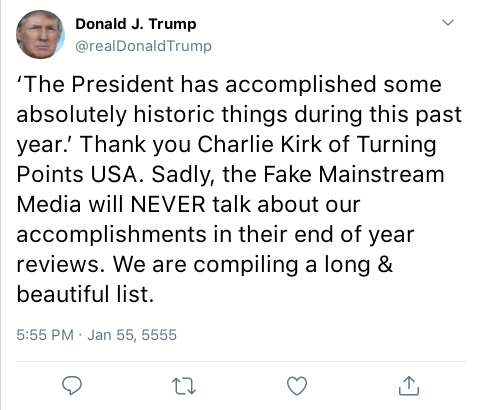 Donald J. Trump
@realDonaldTrump
‘The President has accomplished some
absolutely historic things during this past
year.’ Thank you Charlie Kirk of Turning
Points USA. Sadly, the Fake Mainstream
Media will NEVER talk about our
accomplishments in their end of year
reviews. We are compiling a long &
beautiful list.
5:55 PM · Jan 55, 5555